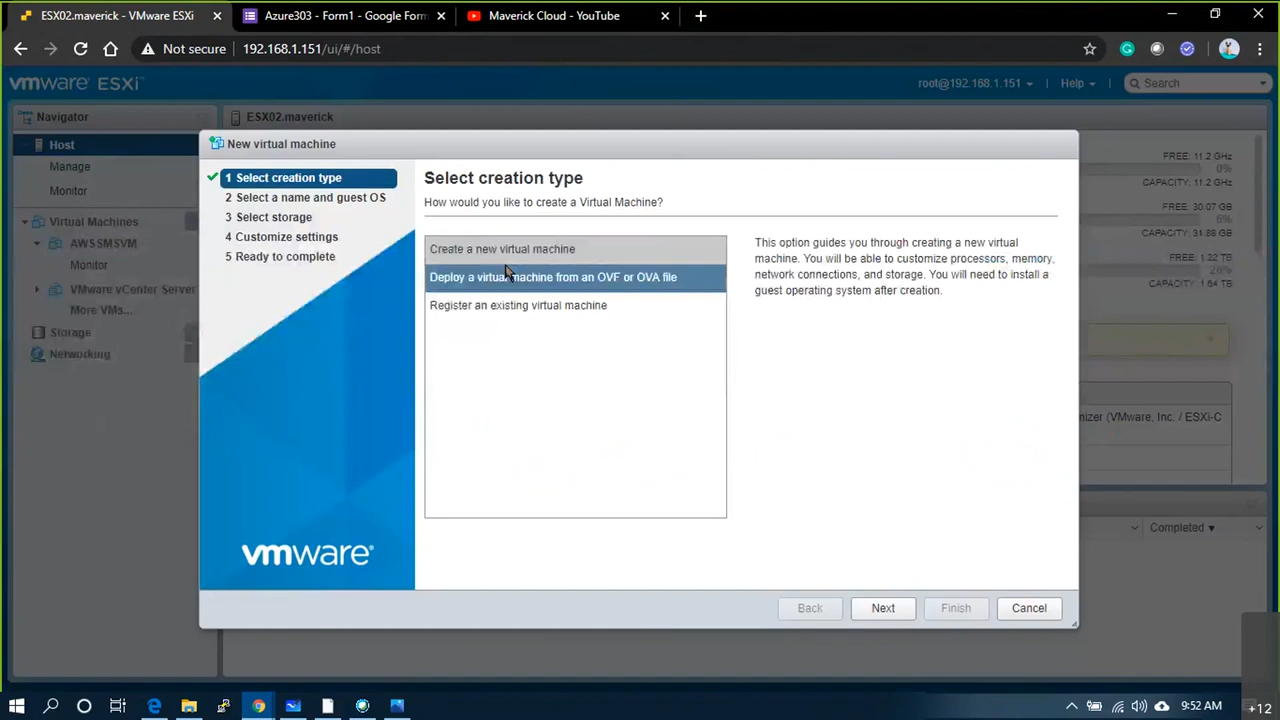 ESX02.maverick - VMware ESXi
Azure303 - Form1 - Google Form
Maverick Cloud - YouTube
Not secure
192.168.1.151/ui/#/host
vmware ESXi™
root@192.168.1.151
Help
Search
Navigator
ESX02.maverick
Host
Manage
Monitor
Virtual Machines
AWSSMSVM
Monitor
VMware vCenter Server
More VMs...
Storage
Networking
New virtual machine
1 Select creation type
2 Select a name and guest OS
3 Select storage
4 Customize settings
5 Ready to complete
vmware®
Select creation type
How would you like to create a Virtual Machine?
Create a new virtual machine
Deploy a virtual machine from an OVF or OVA file
Register an existing virtual machine
This option guides you through creating a new virtual
machine. You will be able to customize processors, memory,
network connections, and storage. You will need to install a
guest operating system after creation.
Back
Next
Finish
Cancel
FREE: 11.2 GHz
0%
CAPACITY: 11.2 GHz
FREE: 30.07 GB
6%
CAPACITY: 31.88 GB
FREE: 1.22 TB
26%
CAPACITY: 1.64 TB
nizer (VMware, Inc. / ESXi-C
Completed
9:52 AM
+12